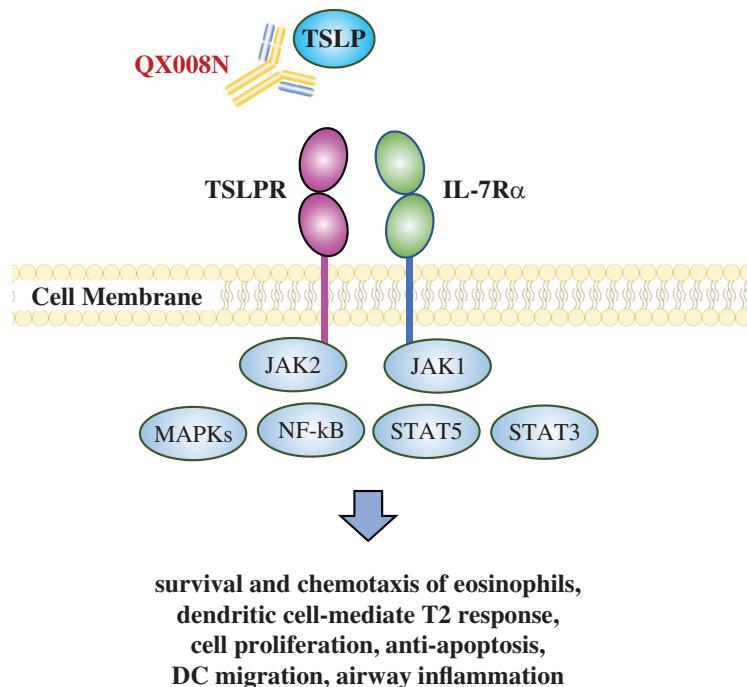 TSLP
QX008N
TSLPR
IL-7Rα
Cell Membrane
JAK2
JAK1
MAPKs
NF-kB
STAT5
STAT3
survival and chemotaxis of eosinophils,
dendritic cell-mediate T2 response,
cell proliferation, anti-apoptosis,
DC migration, airway inflammation